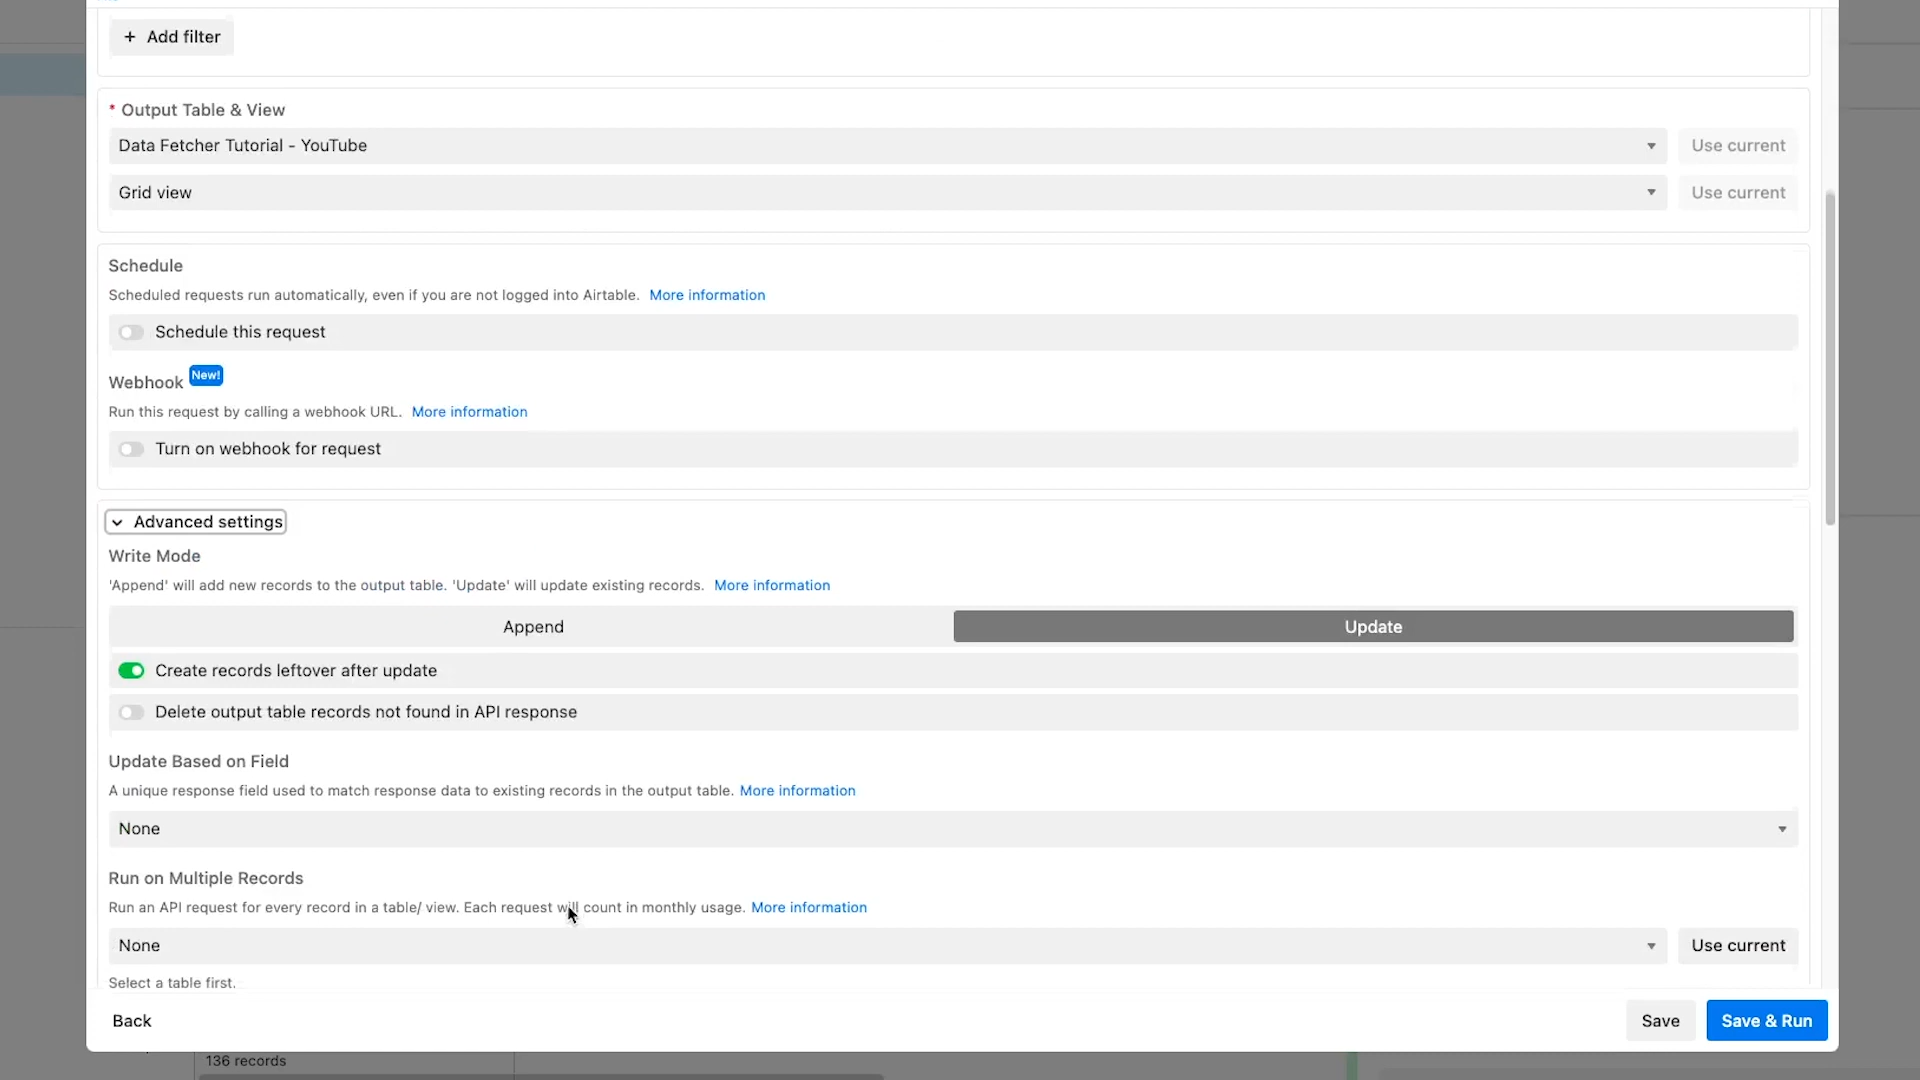 + Add filter
* Output Table & View
Data Fetcher Tutorial - YouTube
Use current
Grid view
Use current
Schedule
Scheduled requests run automatically, even if you are not logged into Airtable. More information
Schedule this request
Webhook New!
Run this request by calling a webhook URL. More information
Turn on webhook for request
Advanced settings
Write Mode
'Append' will add new records to the output table. 'Update' will update existing records. More information
Append
Update
Create records leftover after update
Delete output table records not found in API response
Update Based on Field
A unique response field used to match response data to existing records in the output table. More information
None
Run on Multiple Records
Run an API request for every record in a table/ view. Each request will count in monthly usage. More information
None
Use current
Select a table first.
Back
Save
Save & Run
136 records